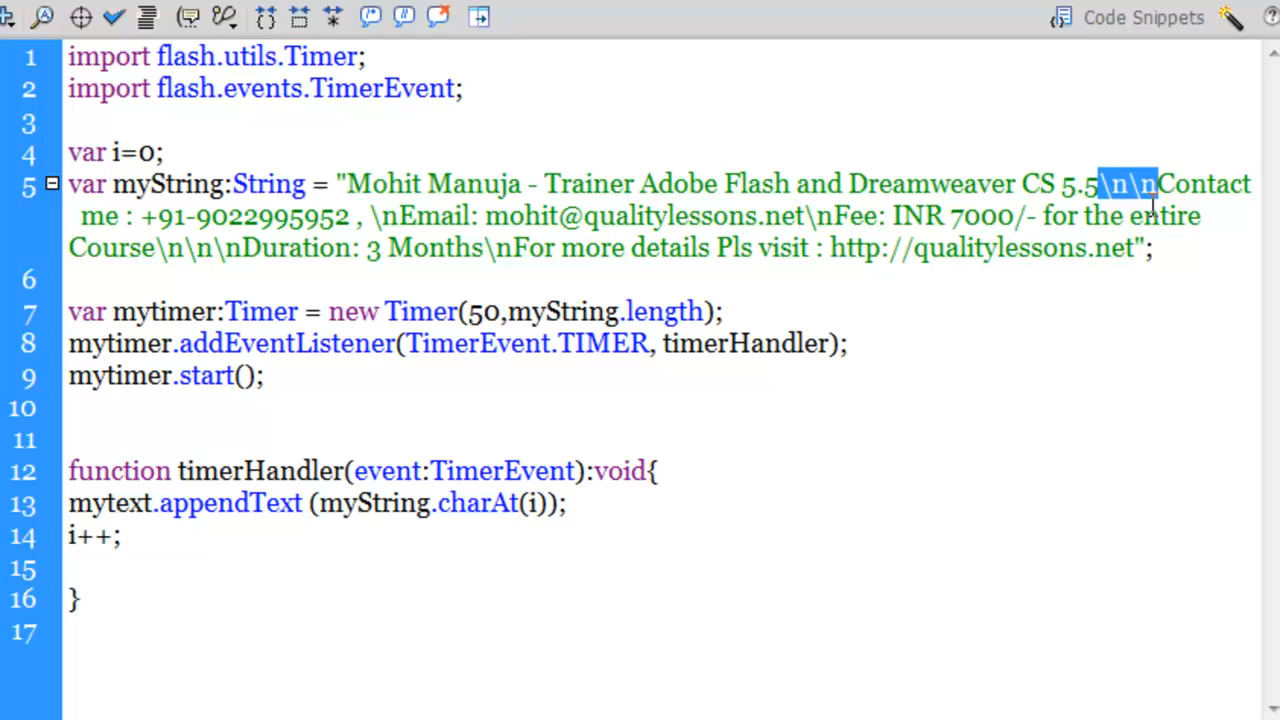 Code Snippets
1 import flash.utils.Timer;
2 import flash.events.TimerEvent;
3
4 var i=0;
5 var myString:String = "Mohit Manuja - Trainer Adobe Flash and Dreamweaver CS 5.5\n\nContact
me : +91-9022995952 , \nEmail: mohit@qualitylessons.net\nFee: INR 7000/- for the entire
Course\n\n\nDuration: 3 Months\nFor more details Pls visit : http://qualitylessons.net";
6
7 var mytimer:Timer = new Timer(50,myString.length);
8 mytimer.addEventListener(TimerEvent.TIMER, timerHandler);
9 mytimer.start();
10
11
12 function timerHandler(event:TimerEvent):void{
13 mytext.appendText (myString.charAt(i));
14 i++;
15
16 }
17